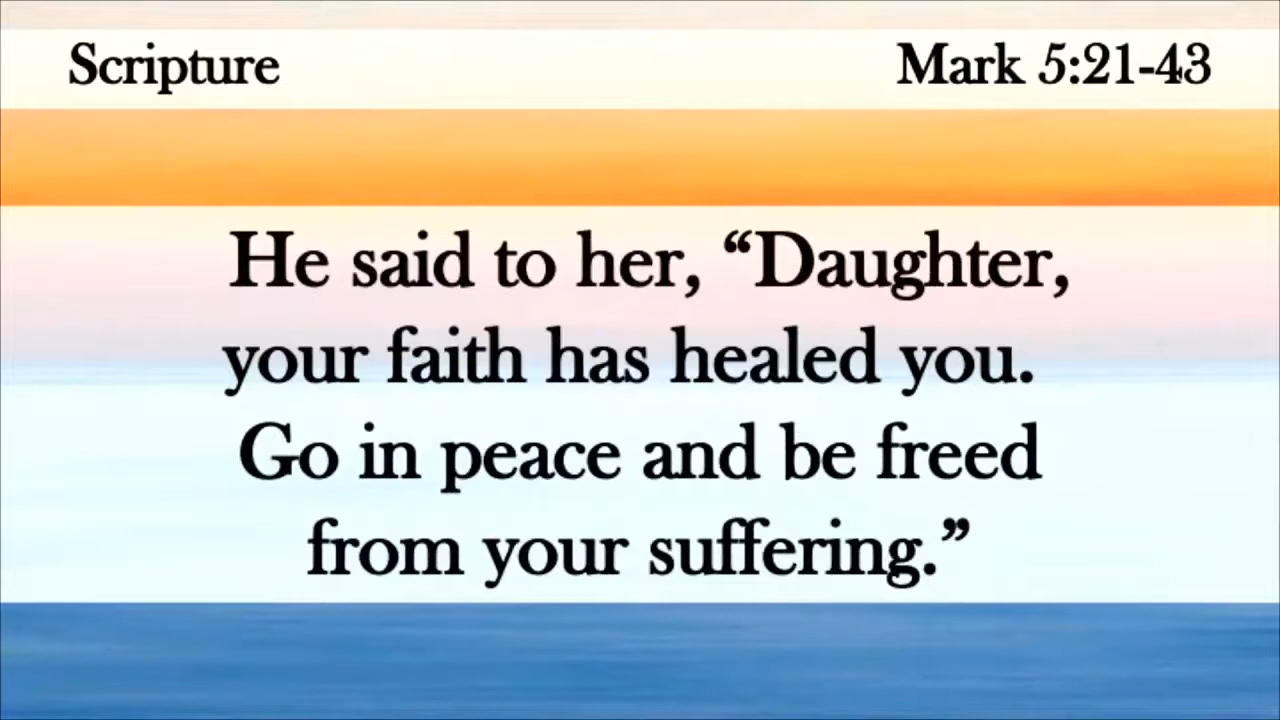 Scripture Mark 5:21-43
He said to her, “Daughter,
your faith has healed you.
Go in peace and be freed
from your suffering.”